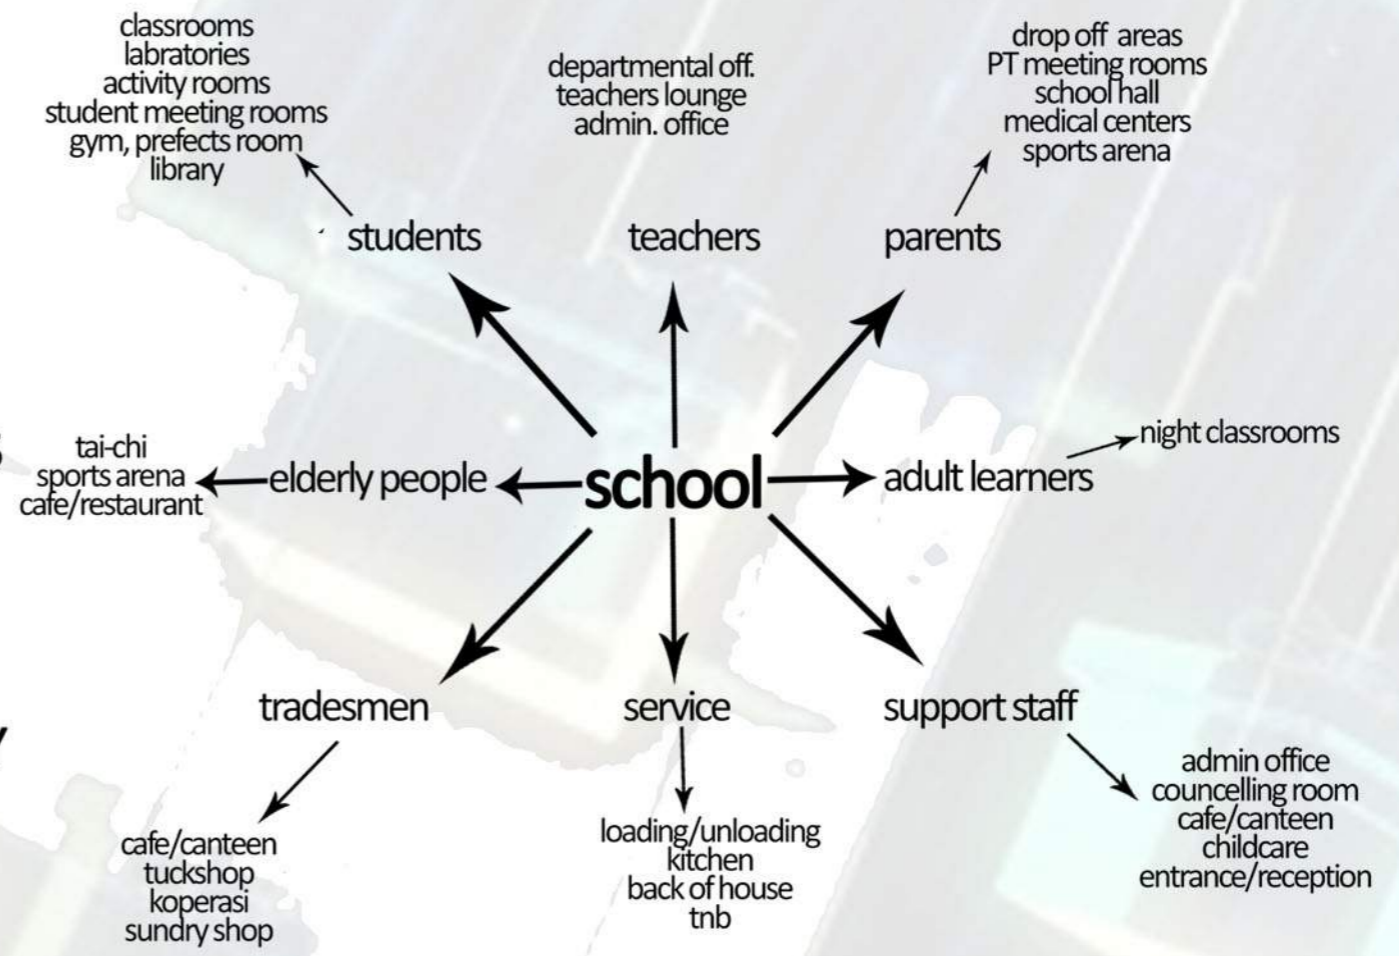 classrooms
labratories
activity rooms
student meeting rooms
gym, prefects room
library
departmental off.
teachers lounge
admin. office
drop off areas
PT meeting rooms
school hall
medical centers
sports arena
students
teachers
parents
tai-chi
sports arena
cafe/restaurant
elderly people
school
adult learners
night classrooms
tradesmen
service
support staff
cafe/canteen
tuckshop
koperasi
sundry shop
loading/unloading
kitchen
back of house
tnb
admin office
councelling room
cafe/canteen
childcare
entrance/reception